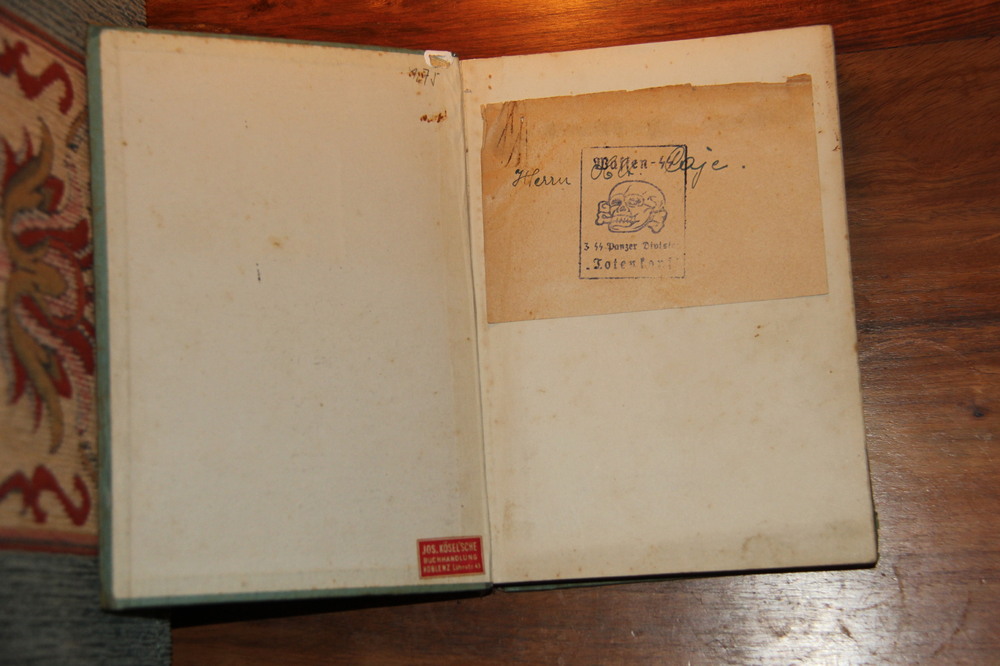 Herrn
Waffen-SS
3 SS-Panzer Division
"Totenkopf"
JOS. KÖSEL'SCHE
BUCHHANDLUNG
KOBLENZ